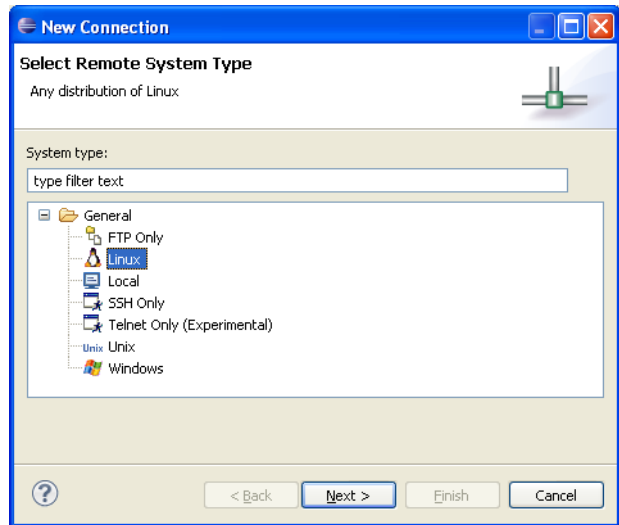 New Connection
Select Remote System Type
Any distribution of Linux
System type:
type filter text
General
FTP Only
Linux
Local
SSH Only
Telnet Only (Experimental)
Unix Unix
Windows
? < Back Next > Finish Cancel